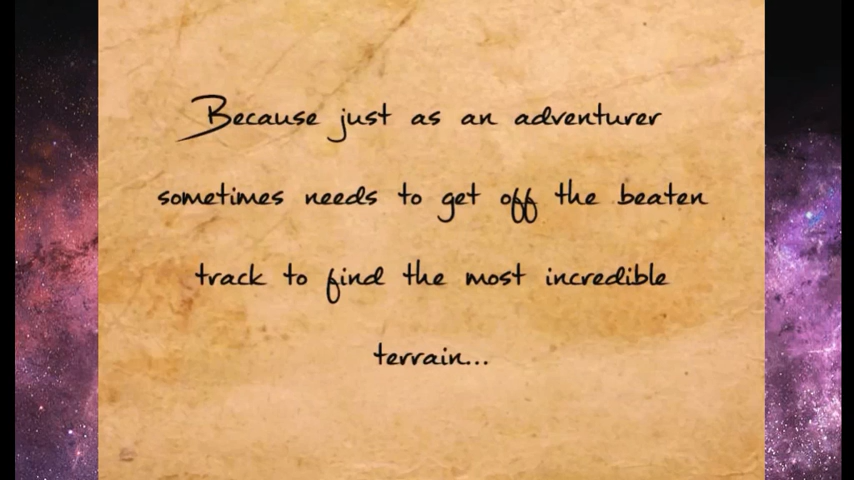 Because just as an adventurer
sometimes needs to get off the beaten
track to find the most incredible
terrain...